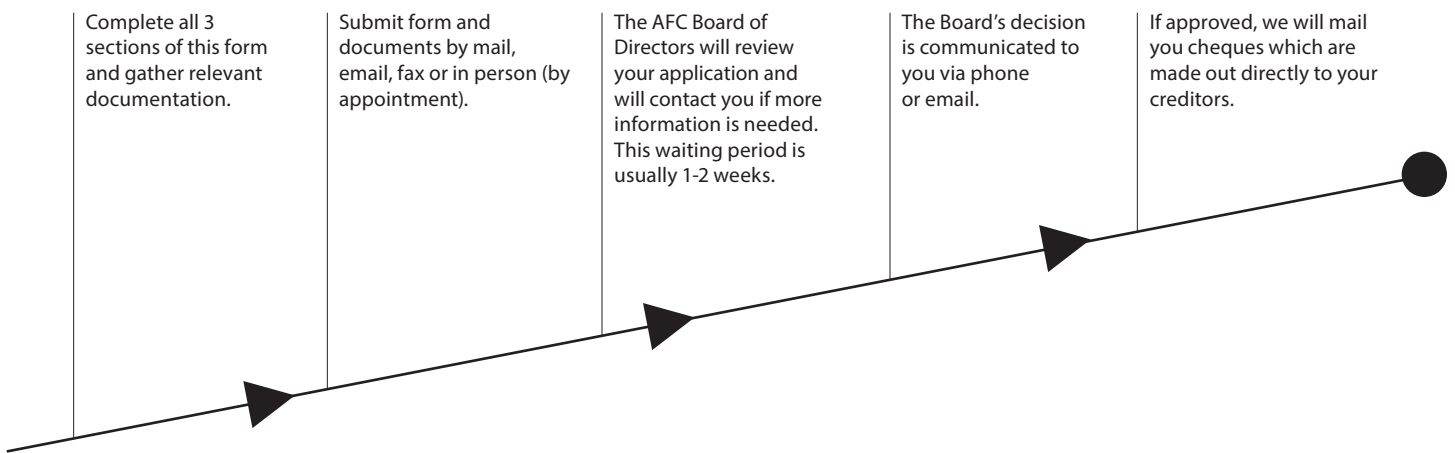 Complete all 3
sections of this form
and gather relevant
documentation.
Submit form and
documents by mail,
email, fax or in person (by
appointment).
The AFC Board of
Directors will review
your application and
will contact you if more
information is needed.
This waiting period is
usually 1-2 weeks.
The Board’s decision
is communicated to
you via phone
or email.
If approved, we will mail
you cheques which are
made out directly to your
creditors.